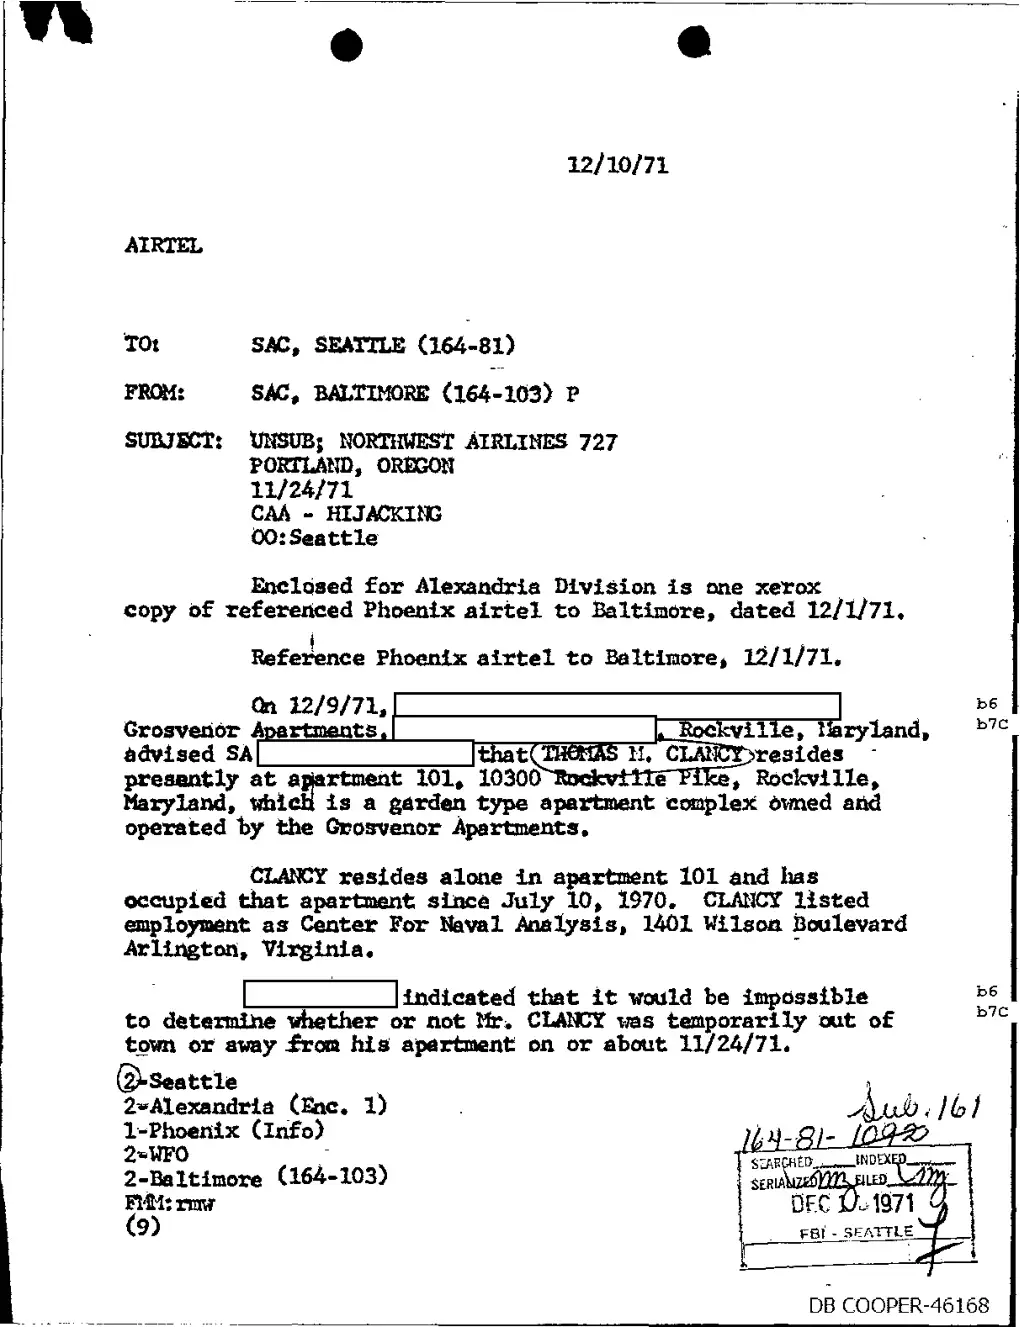 12/10/71
AIRTEL
TO: SAC, SEATTLE (164-81)
FROM: SAC, BALTIMORE (164-103) P
SUBJECT: UNSUB; NORTHWEST AIRLINES 727
PORTLAND, OREGON
11/24/71
CAA - HIJACKING
OO:Seattle
Enclosed for Alexandria Division is one xerox
copy of referenced Phoenix airtel to Baltimore, dated 12/1/71.
Reference Phoenix airtel to Baltimore, 12/1/71.
On 12/9/71,
b6
Grosvenor Apartments, , Rockville, Maryland,
b7C
advised SA that THOMAS M. CLANCY resides
presently at apartment 101, 10300 Rockville Pike, Rockville,
Maryland, which is a garden type apartment complex owned and
operated by the Grosvenor Apartments.
CLANCY resides alone in apartment 101 and has
occupied that apartment since July 10, 1970. CLANCY listed
employment as Center For Naval Analysis, 1401 Wilson Boulevard
Arlington, Virginia.
indicated that it would be impossible
b6
to determine whether or not Mr. CLANCY was temporarily out of
b7C
town or away from his apartment on or about 11/24/71.
2-Seattle
2-Alexandria (Enc. 1)
1-Phoenix (Info)
2-WFO
2-Baltimore (164-103)
FMM:rmw
(9)
Sub. 161
164-81-
SEARCHED INDEXED
SERIALIZED FILED
DEC 1971
FBI - SEATTLE
DB COOPER-46168